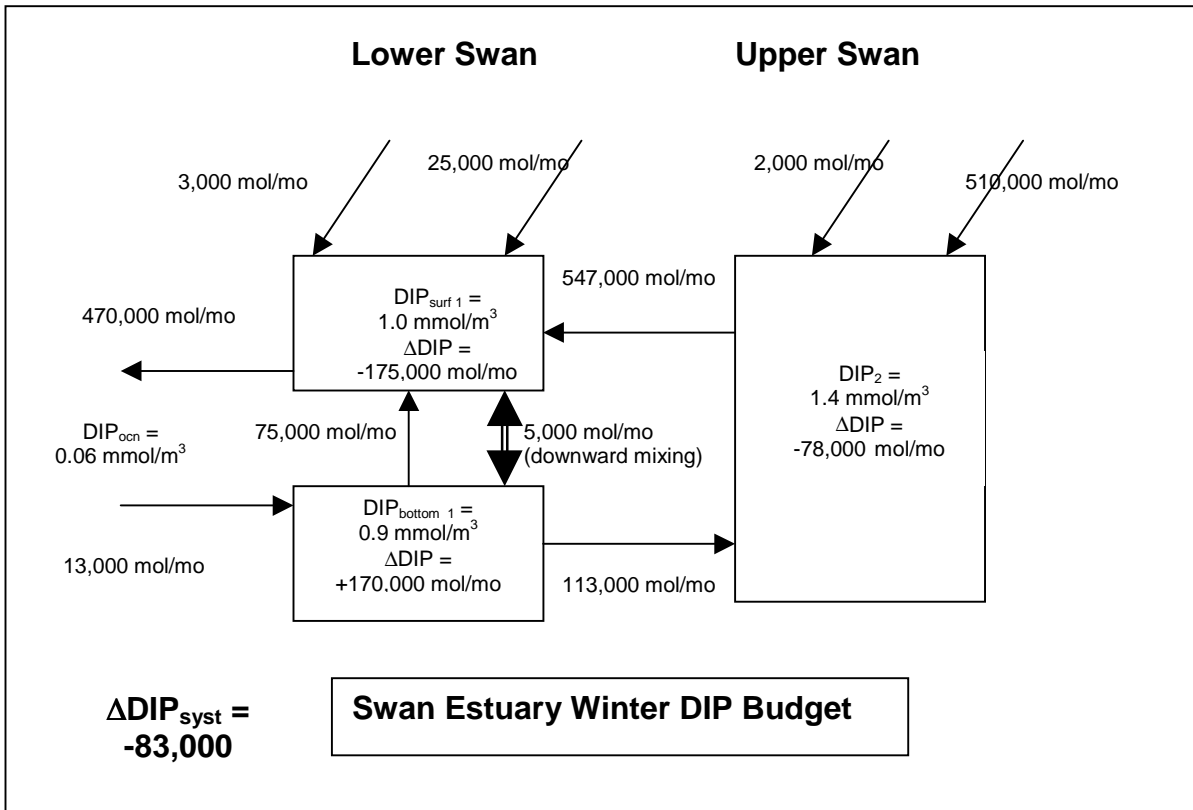 Lower Swan
Upper Swan
3,000 mol/mo
25,000 mol/mo
2,000 mol/mo
510,000 mol/mo
470,000 mol/mo
DIPsurf 1 =
1.0 mmol/m3
ΔDIP =
-175,000 mol/mo
547,000 mol/mo
DIP2 =
1.4 mmol/m3
ΔDIP =
-78,000 mol/mo
DIPocn =
0.06 mmol/m3
75,000 mol/mo
5,000 mol/mo
(downward mixing)
13,000 mol/mo
DIPbottom 1 =
0.9 mmol/m3
ΔDIP =
+170,000 mol/mo
113,000 mol/mo
ΔDIPsyst =
-83,000
Swan Estuary Winter DIP Budget